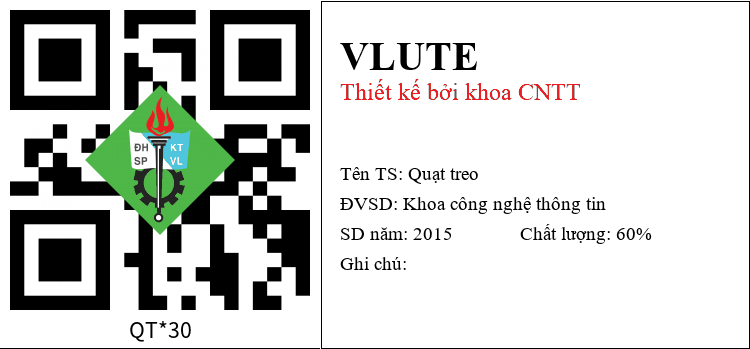 ĐH KT
SP VL
QT*30
VLUTE
Thiết kế bởi khoa CNTT
Tên TS: Quạt treo
ĐVSD: Khoa công nghệ thông tin
SD năm: 2015 Chất lượng: 60%
Ghi chú: